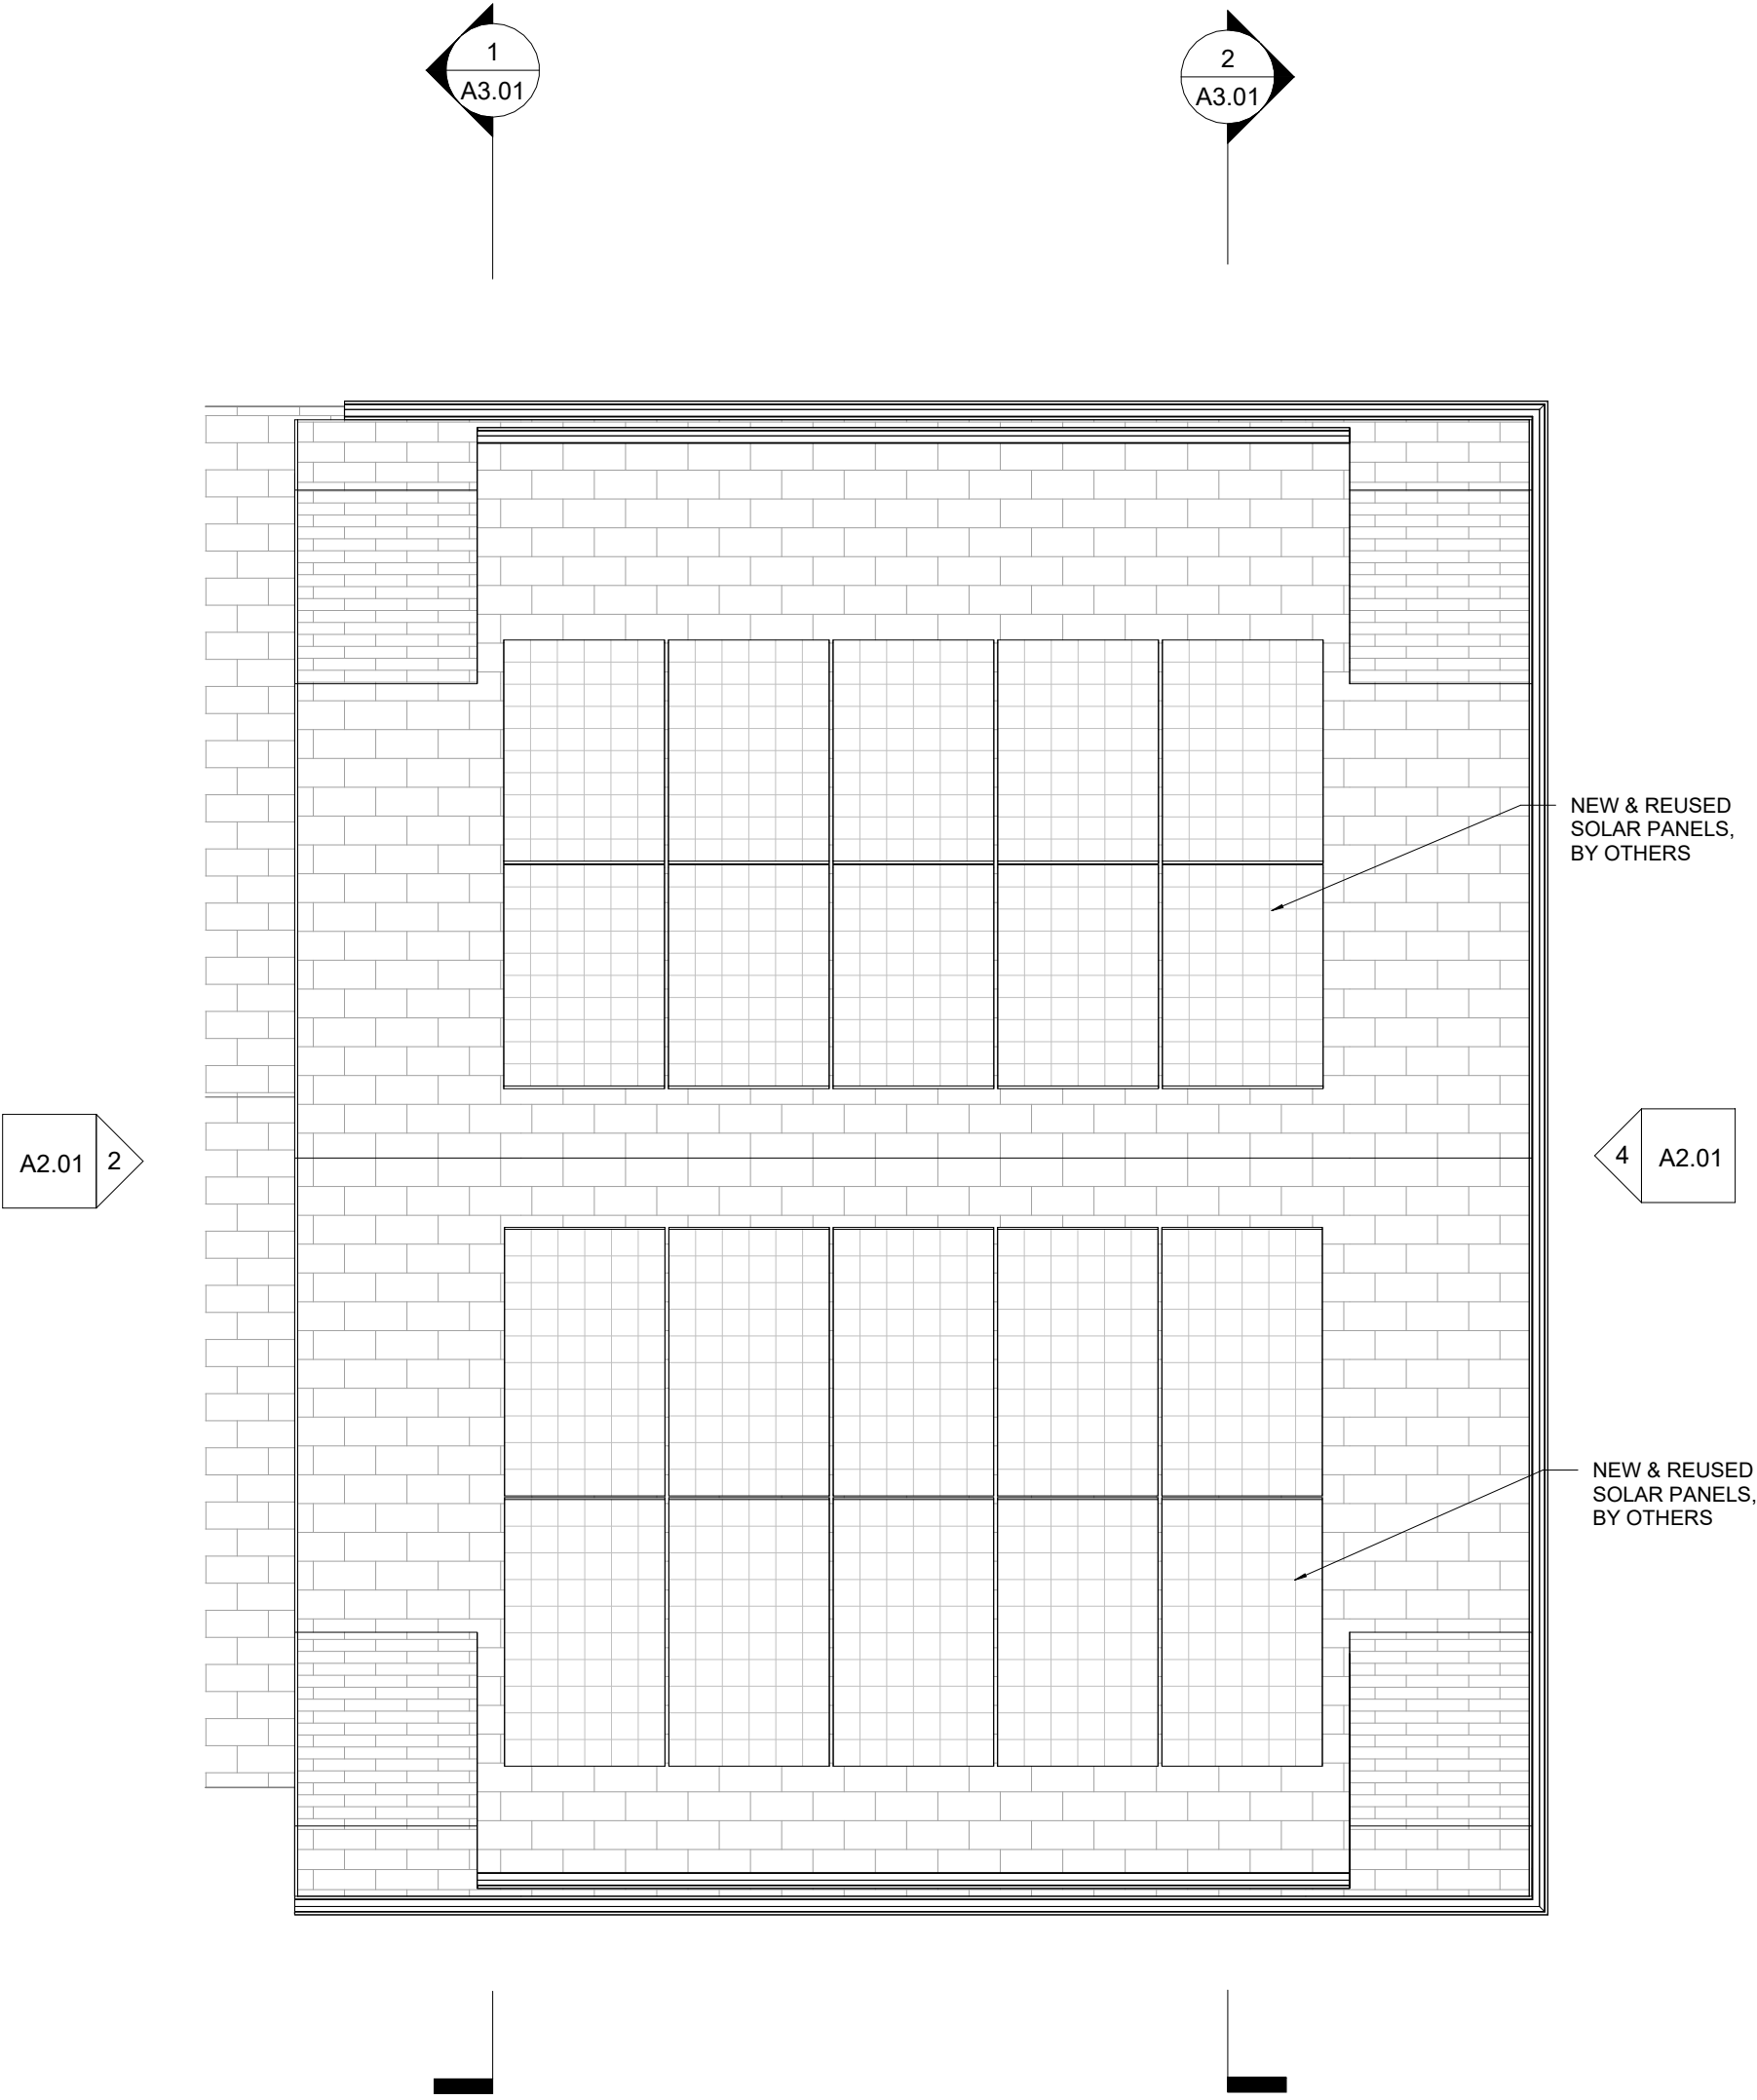 1
A3.01
2
A3.01
NEW & REUSED
SOLAR PANELS,
BY OTHERS
A2.01
2
4
A2.01
NEW & REUSED
SOLAR PANELS,
BY OTHERS